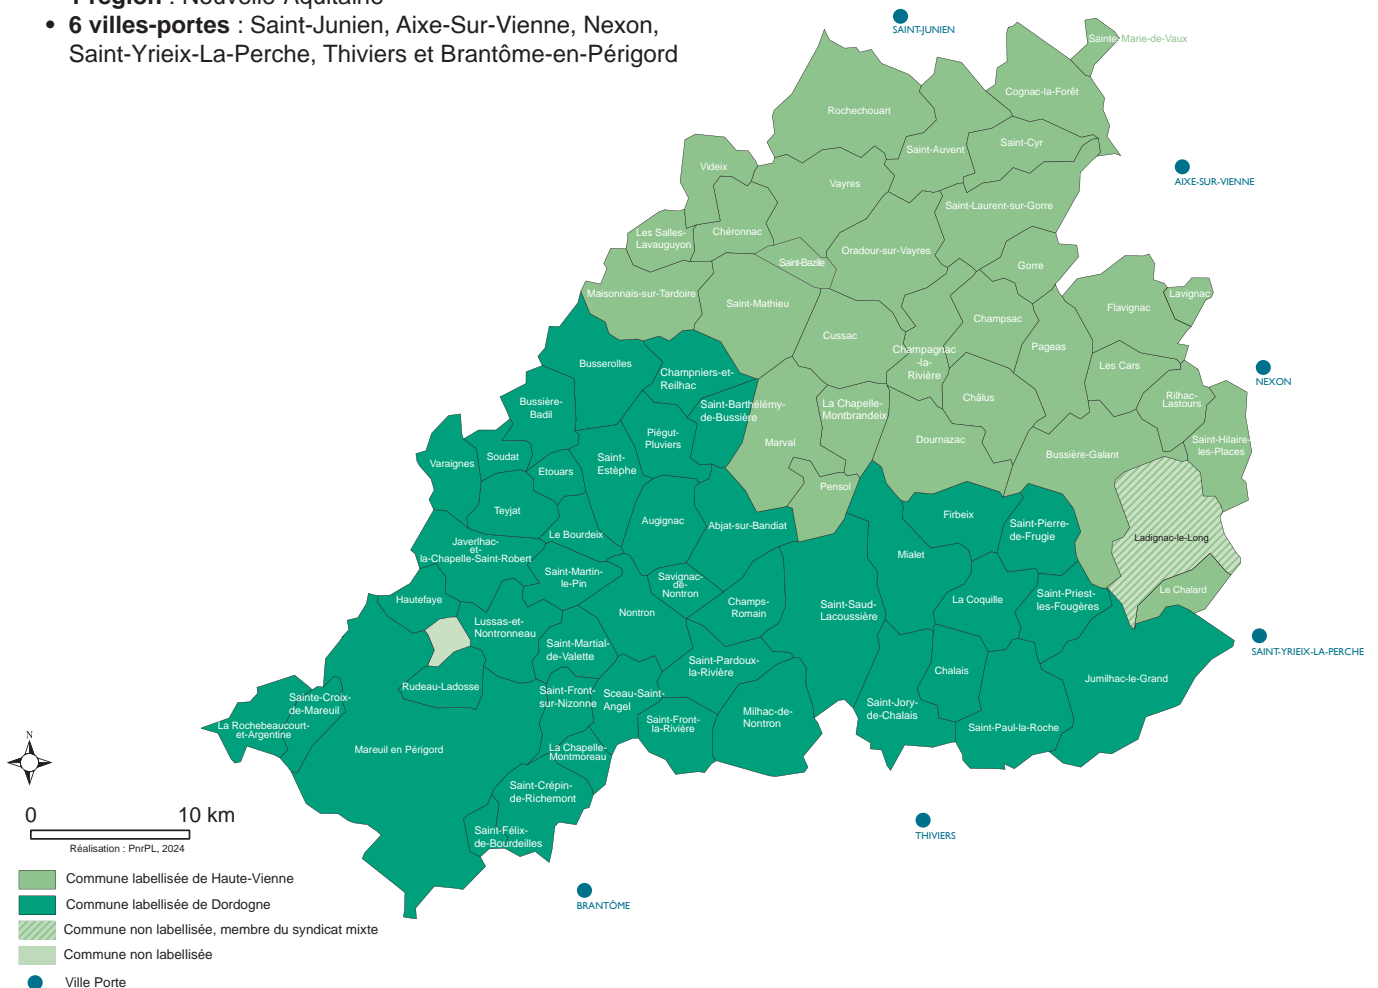 1 région : Nouvelle-Aquitaine
• 6 villes-portes : Saint-Junien, Aixe-Sur-Vienne, Nexon,
Saint-Yrieix-La-Perche, Thiviers et Brantôme-en-Périgord
SAINT-JUNIEN
Sainte-Marie-de-Vaux
Cognac-la-Forêt
Rochechouart
Saint-Auvent
Saint-Cyr
Videix
Vayres
AIXE-SUR-VIENNE
Saint-Laurent-sur-Gorre
Les Salles-
Lavauguyon
Chéronnac
Oradour-sur-Vayres
Saint-Bazile
Gorre
Maisonnais-sur-Tardoire
Saint-Mathieu
Flavignac
Lavignac
Cussac
Champsac
Champagnac
-la-
Rivière
Pageas
Les Cars
NEXON
Busserolles
Champniers-et-
Reilhac
Châlus
Rilhac-
Lastours
Bussière-
Badil
Saint-Barthélémy-
de-Bussière
La Chapelle-
Montbrandeix
Piégut-
Pluviers
Marval
Dournazac
Saint-Hilaire-
les-Places
Bussière-Galant
Varaignes
Soudat
Etouars
Saint-
Estèphe
Pensol
Teyjat
Augignac
Abjat-sur-Bandiat
Firbeix
Saint-Pierre-
de-Frugie
Le Bourdeix
Ladignac-le-Long
Javerlhac-
et-
la-Chapelle-Saint-Robert
Mialet
Saint-Martin-
le-Pin
Savignac-
de-
Nontron
Le Chalard
Hautefaye
Champs-
Romain
Saint-Saud-
Lacoussière
La Coquille
Saint-Priest-
les-Fougères
Nontron
Lussas-et-
Nontronneau
Saint-Martial-
de-Valette
SAINT-YRIEIX-LA-PERCHE
Saint-Pardoux-
la-Rivière
Chalais
Jumilhac-le-Grand
Rudeau-Ladosse
Saint-Front-
sur-Nizonne
Sceau-Saint-
Angel
Sainte-Croix-
de-Mareuil
Saint-Jory-
de-Chalais
Milhac-de-
Nontron
Saint-Front-
la-Rivière
Saint-Paul-la-Roche
La Rochebeaucourt-
et-Argentine
Mareuil en Périgord
La Chapelle-
Montmoreau
Saint-Crépin-
de-Richemont
Saint-Félix-
de-Bourdeilles
THIVIERS
BRANTÔME
N
0 10 km
Réalisation : PnrPL, 2024
Commune labellisée de Haute-Vienne
Commune labellisée de Dordogne
Commune non labellisée, membre du syndicat mixte
Commune non labellisée
Ville Porte